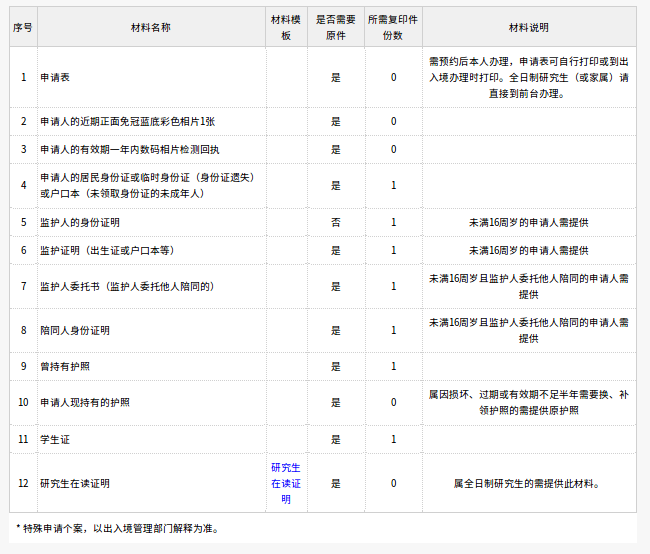 序号 材料名称 材料模板 是否需要原件 所需复印件份数 材料说明
1 申请表 是 0 需预约后本人办理，申请表可自行打印或到出入境办理时打印。全日制研究生（或家属）请直接到前台办理。
2 申请人的近期正面免冠蓝底彩色相片1张 是 0
3 申请人的有效期一年内数码相片检测回执 是 0
4 申请人的居民身份证或临时身份证（身份证遗失）或户口本（未领取身份证的未成年人） 是 1
5 监护人的身份证明 否 1 未满16周岁的申请人需提供
6 监护证明（出生证或户口本等） 是 1 未满16周岁的申请人需提供
7 监护人委托书（监护人委托他人陪同的） 是 1 未满16周岁且监护人委托他人陪同的申请人需提供
8 陪同人身份证明 是 1 未满16周岁且监护人委托他人陪同的申请人需提供
9 曾持有护照 是 1
10 申请人现持有的护照 是 0 属因损坏、过期或有效期不足半年需要换、补领护照的需提供原护照
11 学生证 是 1
12 研究生在读证明 研究生在读证明 是 0 属全日制研究生的需提供此材料。
* 特殊申请个案，以出入境管理部门解释为准。